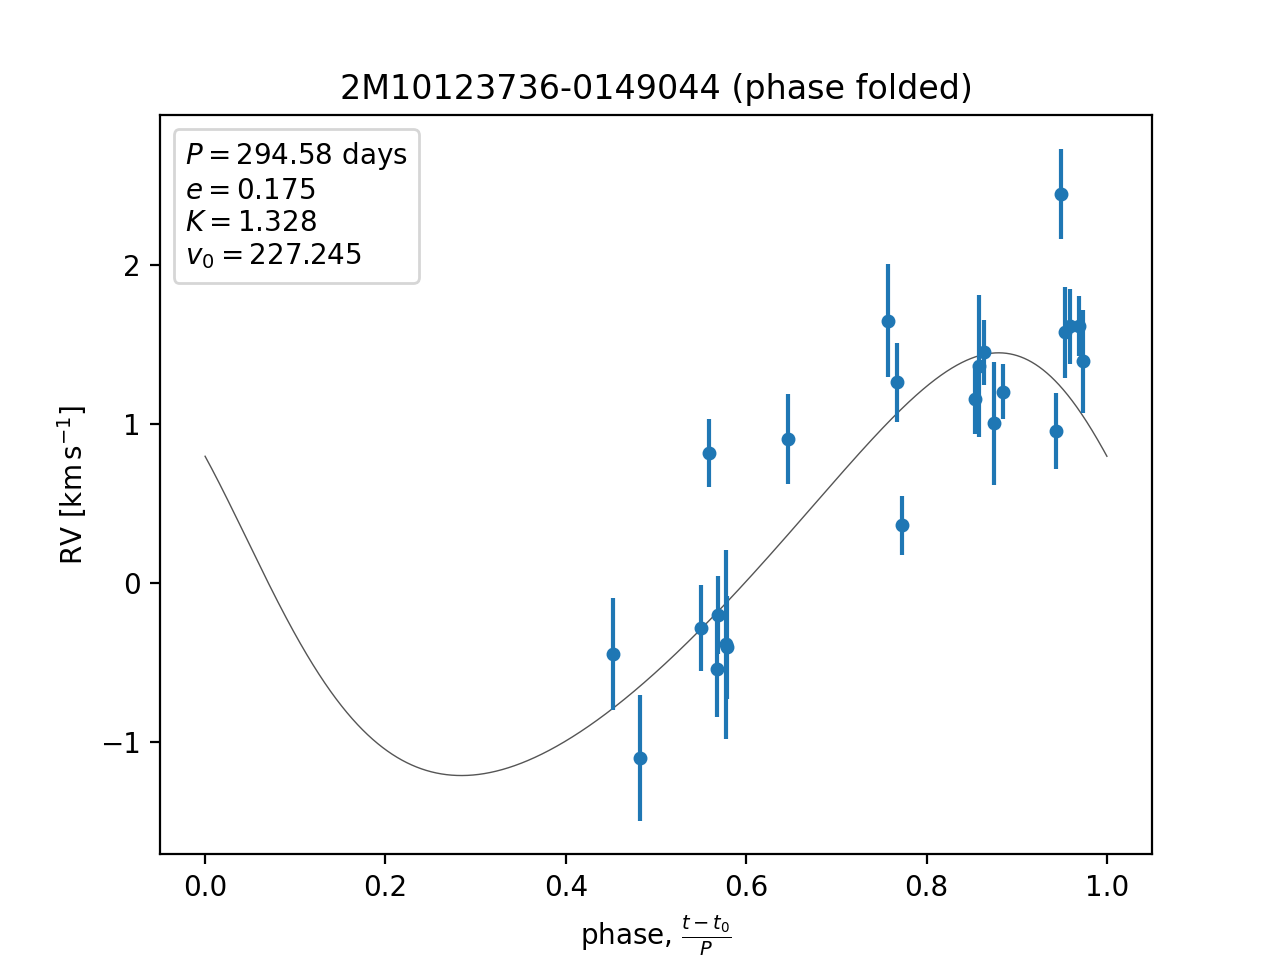 2M10123736-0149044 (phase folded)
P = 294.58 days
e = 0.175
K = 1.328
v₀ = 227.245
RV [km s⁻¹]
2
1
0
−1
0.0 0.2 0.4 0.6 0.8 1.0
phase, (t − t₀)/P